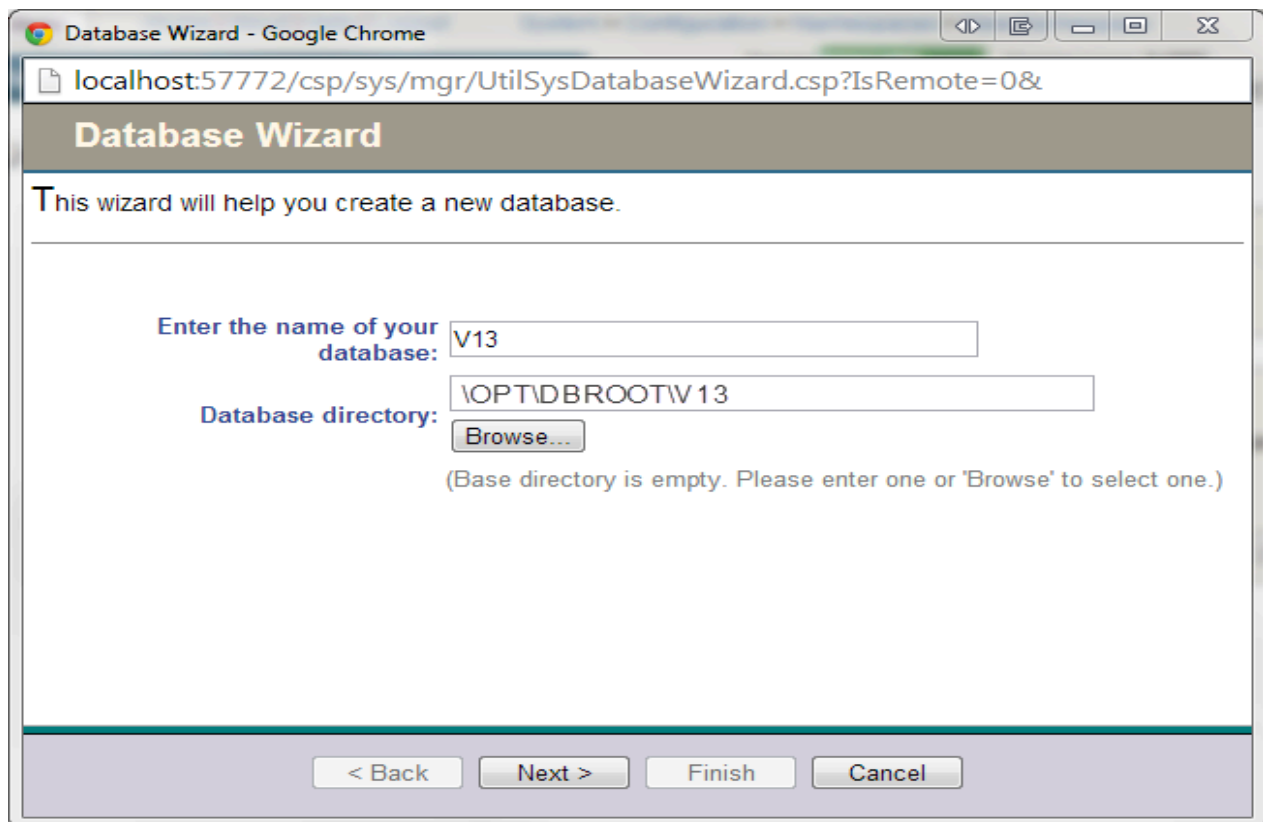 Database Wizard - Google Chrome
localhost:57772/csp/sys/mgr/UtilSysDatabaseWizard.csp?IsRemote=0&
Database Wizard
This wizard will help you create a new database.
Enter the name of your
database:
V13
Database directory:
\OPT\DBROOT\V13
Browse...
(Base directory is empty. Please enter one or 'Browse' to select one.)
< Back Next > Finish Cancel